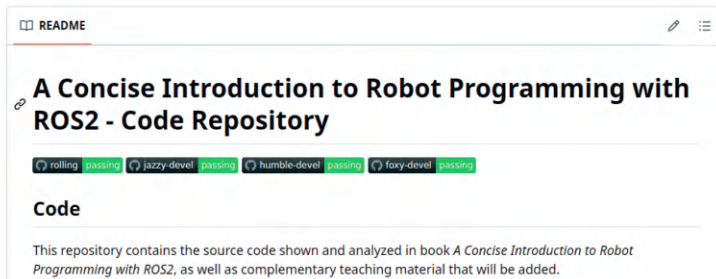 README
A Concise Introduction to Robot Programming with
ROS2 - Code Repository
rolling passing jazzy-devel passing humble-devel passing foxy-devel passing
Code
This repository contains the source code shown and analyzed in book A Concise Introduction to Robot
Programming with ROS2, as well as complementary teaching material that will be added.